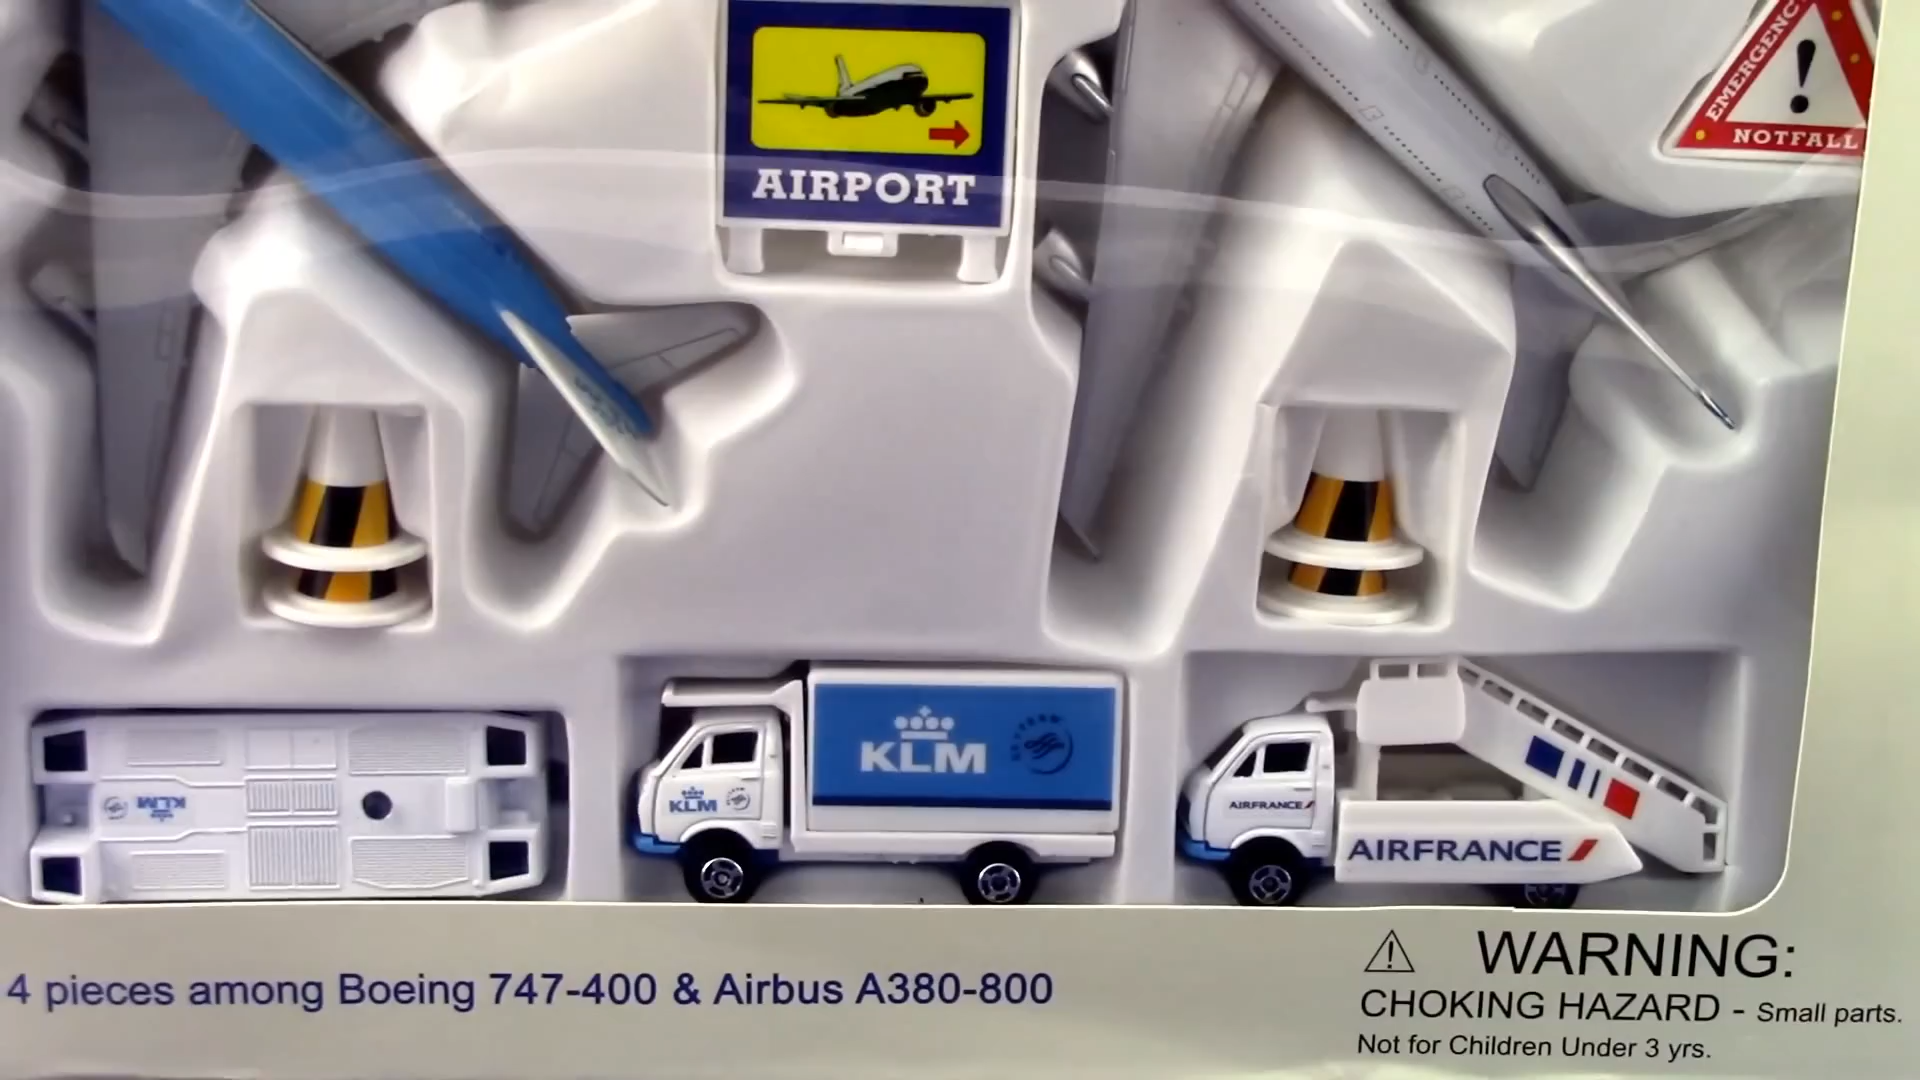 EMERGENCY
NOTFALL
AIRPORT
KLM
KLM
KLM
AIRFRANCE
AIRFRANCE
4 pieces among Boeing 747-400 & Airbus A380-800
WARNING:
CHOKING HAZARD - Small parts.
Not for Children Under 3 yrs.